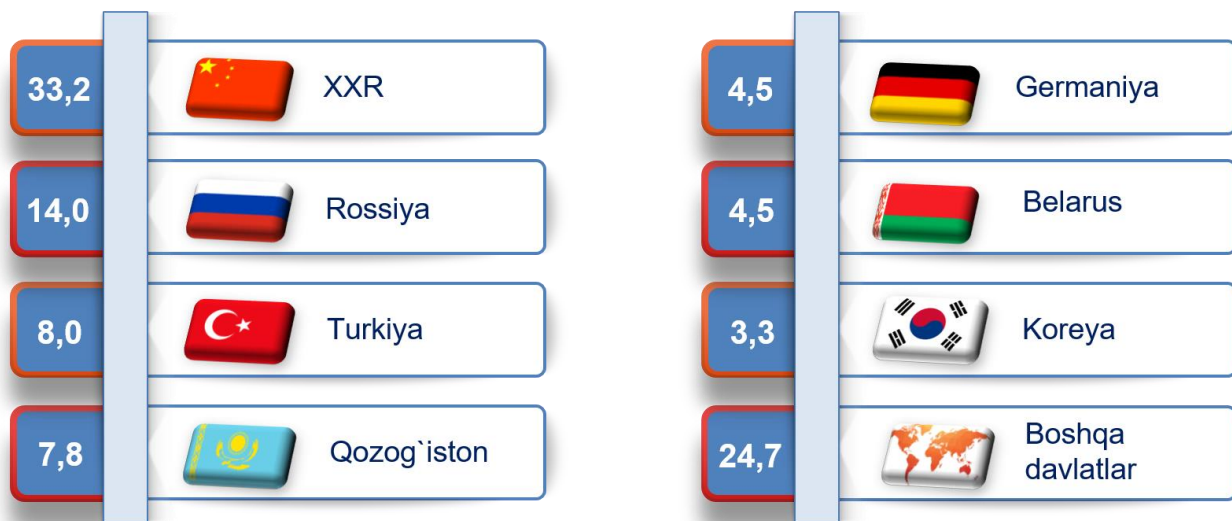 33,2
XXR
14,0
Rossiya
8,0
Turkiya
7,8
Qozog`iston
4,5
Germaniya
4,5
Belarus
3,3
Koreya
24,7
Boshqa
davlatlar